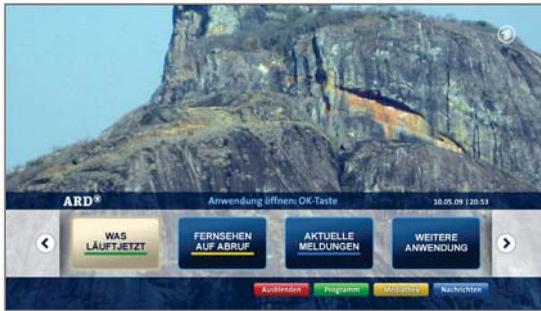 ARD Anwendung öffnen: OK-Taste 10.05.09 | 20:53
WAS FERNSEHEN AKTUELLE WEITERE
LÄUFTJETZT AUF ABRUF MELDUNGEN ANWENDUNG
Ausblenden Programm Mediathek Nachrichten